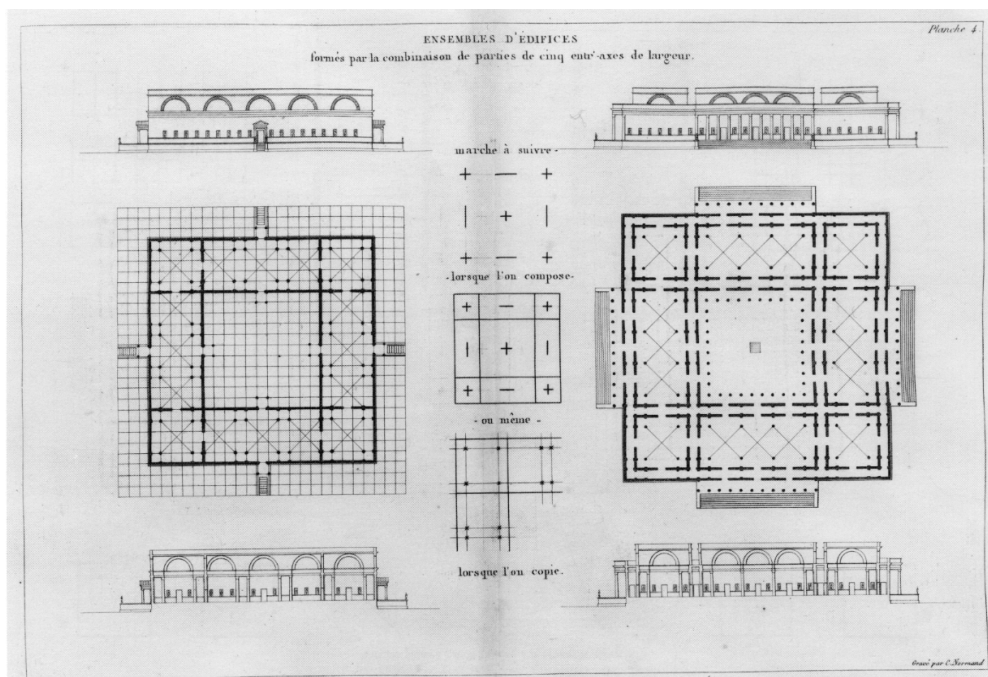 Planche 4.
ENSEMBLES D'ÉDIFICES
formés par la combinaison de parties de cinq entr'-axes de largeur.
marche à suivre -
- lorsque l'on compose -
- ou même -
lorsque l'on copie.
Gravé par C. Normand